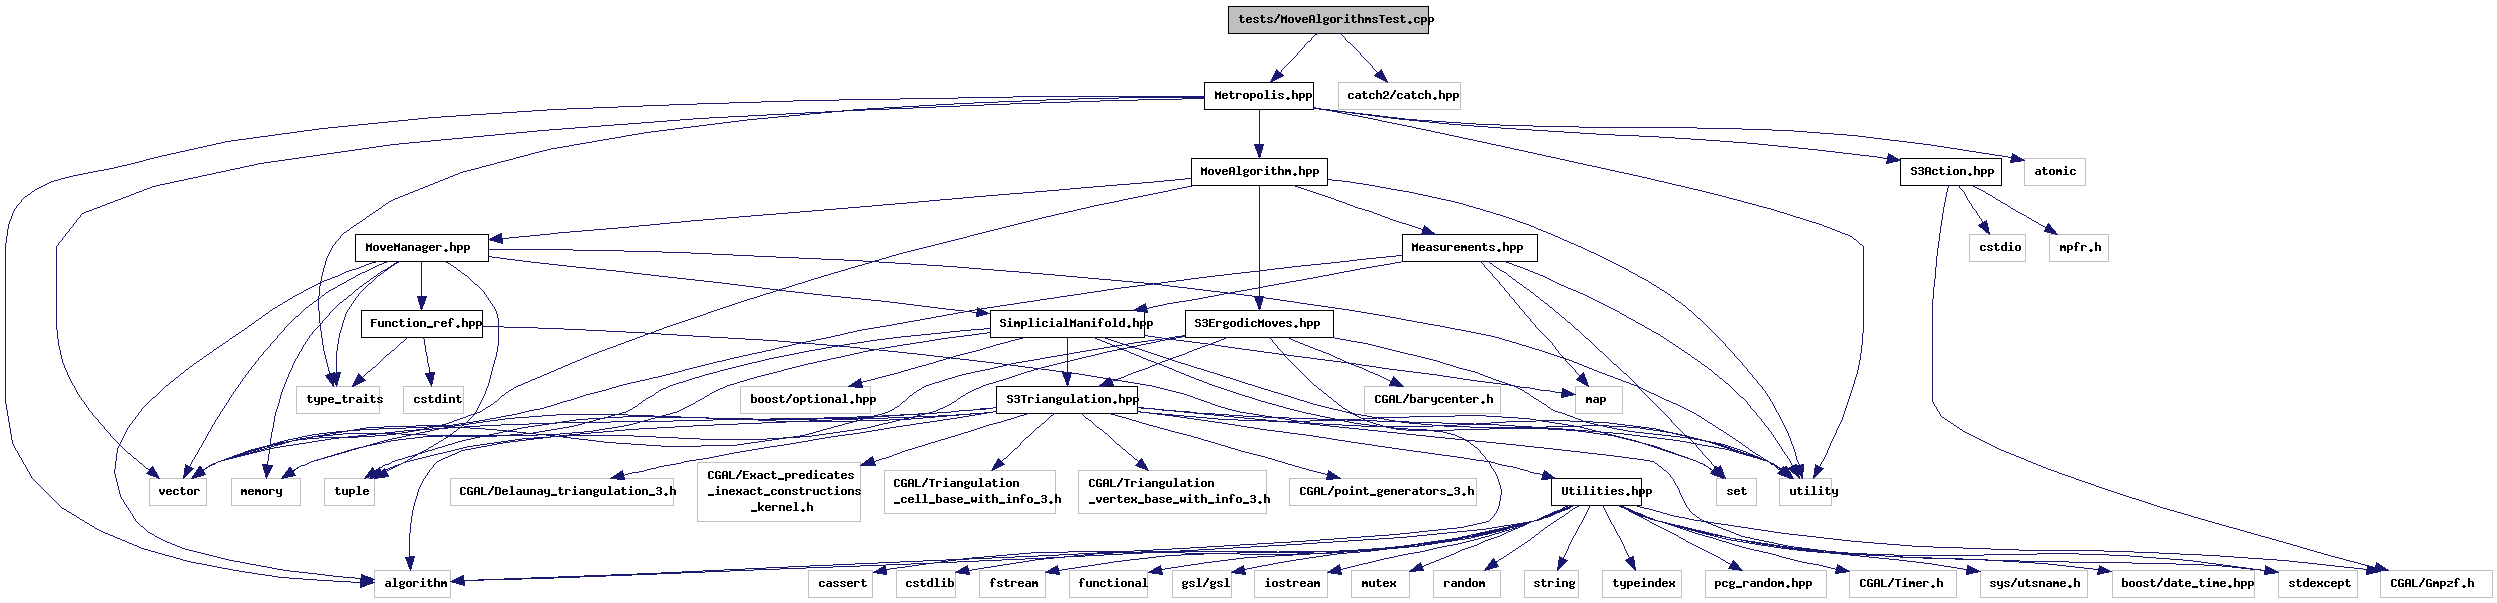 tests/MoveAlgorithmsTest.cpp
Metropolis.hpp
catch2/catch.hpp
MoveAlgorithm.hpp
S3Action.hpp
atomic
MoveManager.hpp
Measurements.hpp
cstdio
mpfr.h
Function_ref.hpp
SimplicialManifold.hpp
S3ErgodicMoves.hpp
type_traits
cstdint
boost/optional.hpp
S3Triangulation.hpp
CGAL/barycenter.h
map
vector
memory
tuple
CGAL/Delaunay_triangulation_3.h
CGAL/Exact_predicates
_inexact_constructions
_kernel.h
CGAL/Triangulation
_cell_base_with_info_3.h
CGAL/Triangulation
_vertex_base_with_info_3.h
CGAL/point_generators_3.h
Utilities.hpp
set
utility
algorithm
cassert
cstdlib
fstream
functional
gsl/gsl
iostream
mutex
random
string
typeindex
pcg_random.hpp
CGAL/Timer.h
sys/utsname.h
boost/date_time.hpp
stdexcept
CGAL/Gmpzf.h